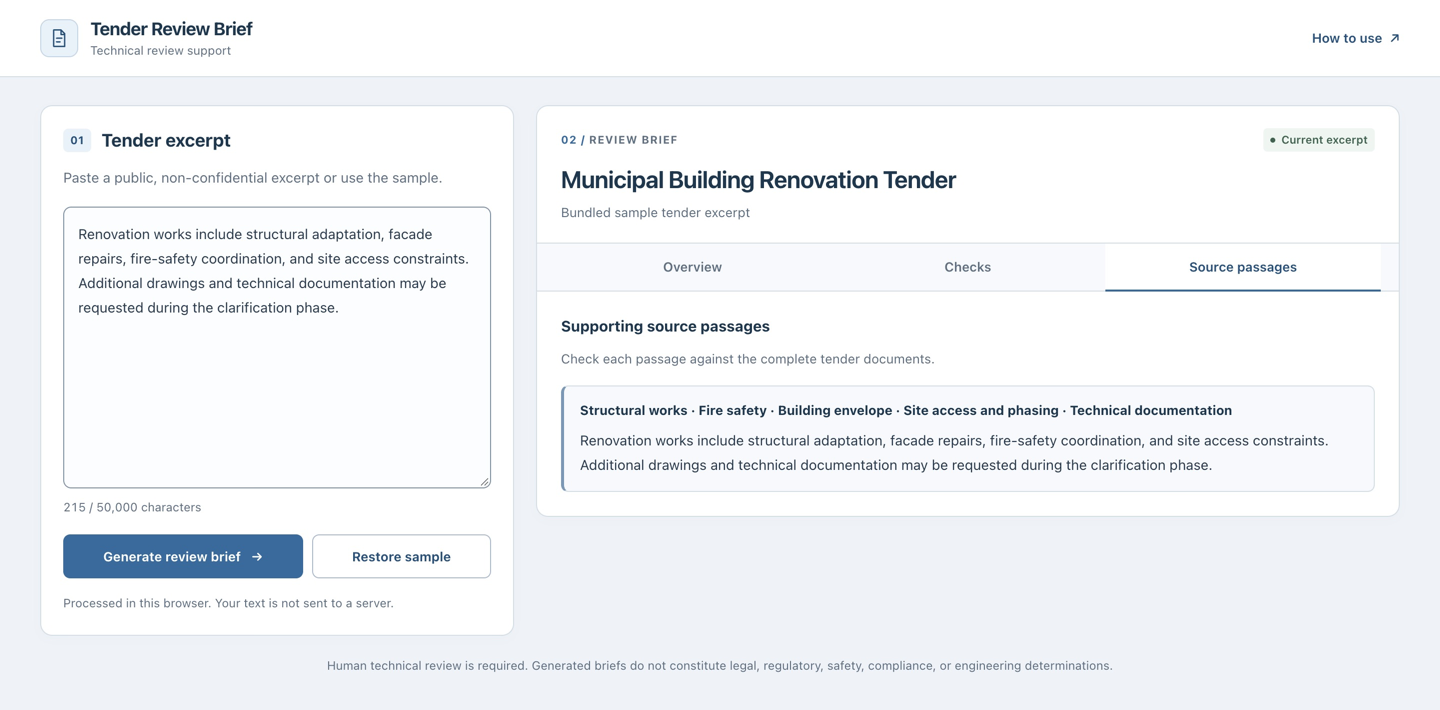 Tender Review Brief
Technical review support
How to use ↗
01 Tender excerpt
Paste a public, non-confidential excerpt or use the sample.
Renovation works include structural adaptation, facade
repairs, fire-safety coordination, and site access constraints.
Additional drawings and technical documentation may be
requested during the clarification phase.
215 / 50,000 characters
Generate review brief →
Restore sample
Processed in this browser. Your text is not sent to a server.
02 / REVIEW BRIEF
• Current excerpt
Municipal Building Renovation Tender
Bundled sample tender excerpt
Overview
Checks
Source passages
Supporting source passages
Check each passage against the complete tender documents.
Structural works · Fire safety · Building envelope · Site access and phasing · Technical documentation
Renovation works include structural adaptation, facade repairs, fire-safety coordination, and site access constraints.
Additional drawings and technical documentation may be requested during the clarification phase.
Human technical review is required. Generated briefs do not constitute legal, regulatory, safety, compliance, or engineering determinations.